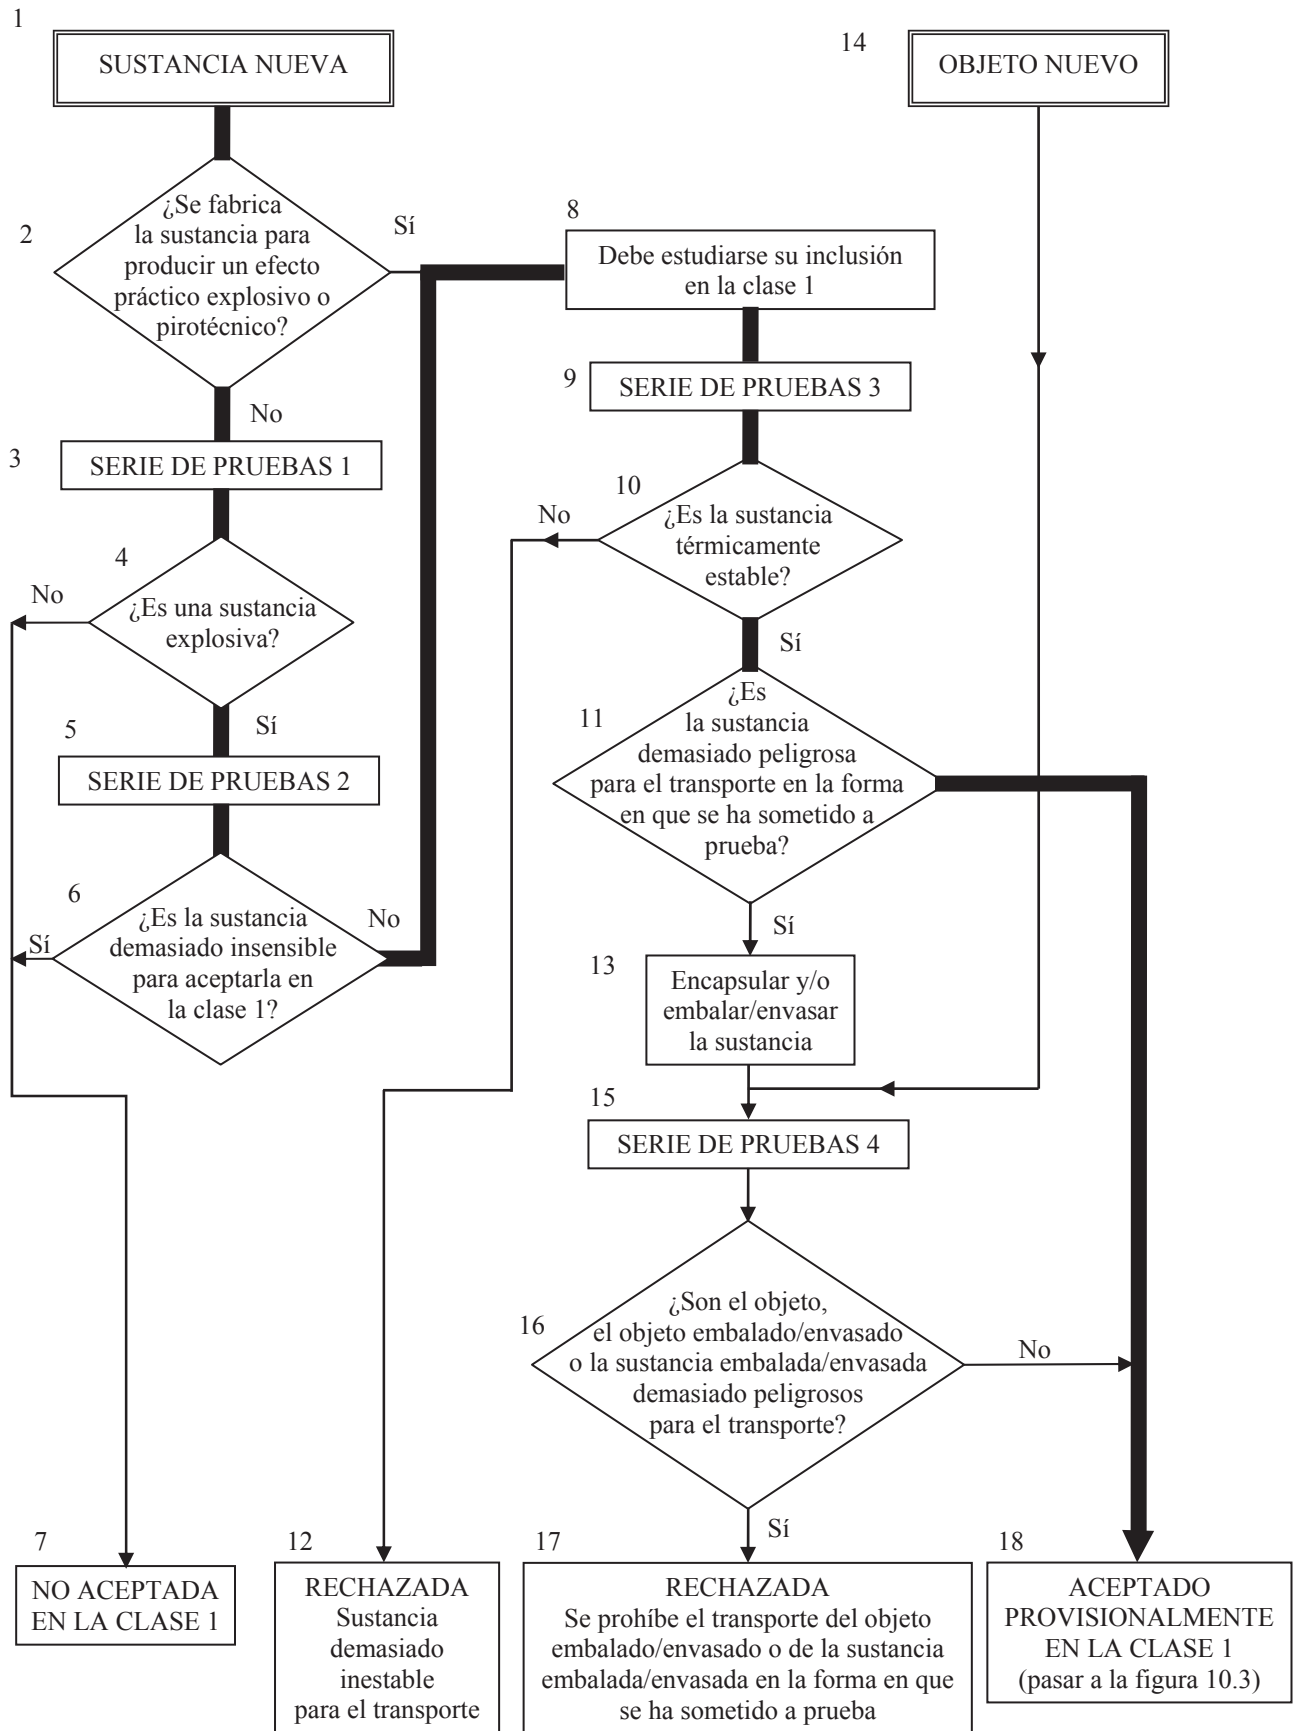 1
SUSTANCIA NUEVA
2
¿Se fabrica
la sustancia para
producir un efecto
práctico explosivo o
pirotécnico?
Sí
No
3
SERIE DE PRUEBAS 1
4
¿Es una sustancia
explosiva?
No
Sí
5
SERIE DE PRUEBAS 2
6
¿Es la sustancia
demasiado insensible
para aceptarla en
la clase 1?
Sí
No
7
NO ACEPTADA
EN LA CLASE 1
8
Debe estudiarse su inclusión
en la clase 1
9
SERIE DE PRUEBAS 3
10
¿Es la sustancia
térmicamente
estable?
No
Sí
11
¿Es
la sustancia
demasiado peligrosa
para el transporte en la forma
en que se ha sometido a
prueba?
Sí
12
RECHAZADA
Sustancia
demasiado
inestable
para el transporte
13
Encapsular y/o
embalar/envasar
la sustancia
14
OBJETO NUEVO
15
SERIE DE PRUEBAS 4
16
¿Son el objeto,
el objeto embalado/envasado
o la sustancia embalada/envasada
demasiado peligrosos
para el transporte?
No
Sí
17
RECHAZADA
Se prohíbe el transporte del objeto
embalado/envasado o de la sustancia
embalada/envasada en la forma en que
se ha sometido a prueba
18
ACEPTADO
PROVISIONALMENTE
EN LA CLASE 1
(pasar a la figura 10.3)